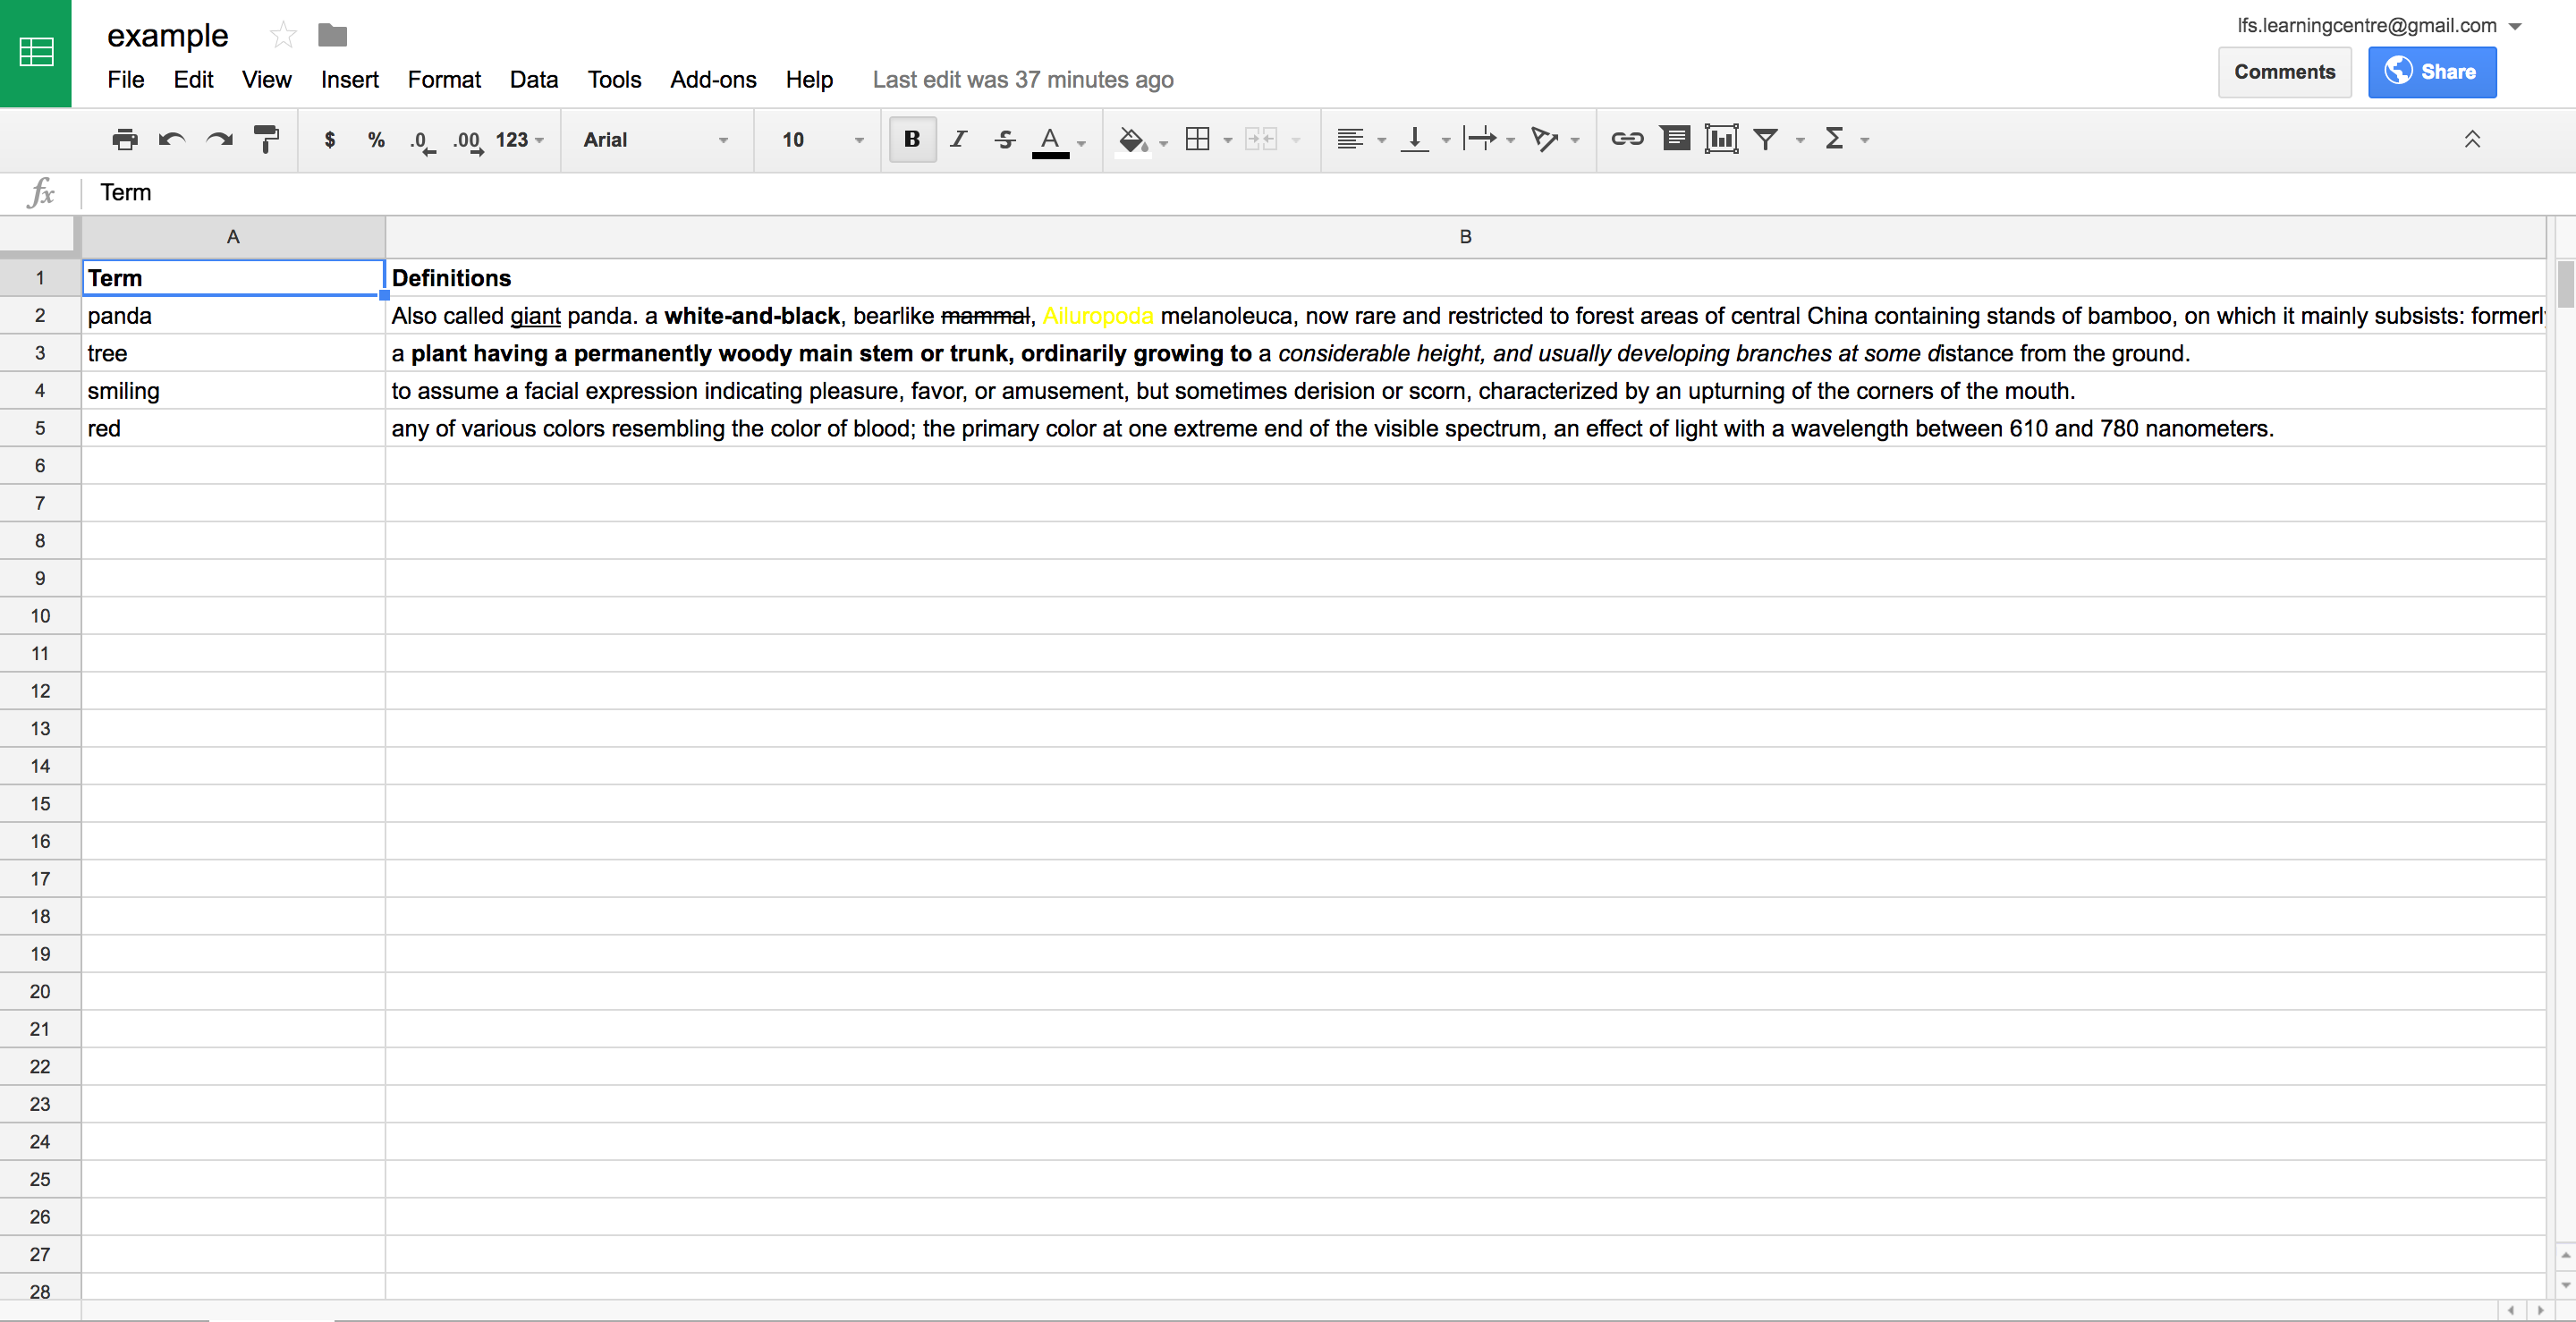 example
lfs.learningcentre@gmail.com
File Edit View Insert Format Data Tools Add-ons Help Last edit was 37 minutes ago
Comments Share
$ % .0 .00 123 Arial 10 B I S A Σ
fx Term
A B
1 Term Definitions
2 panda Also called giant panda. a white-and-black, bearlike mammal, Ailuropoda melanoleuca, now rare and restricted to forest areas of central China containing stands of bamboo, on which it mainly subsists: formerl
3 tree a plant having a permanently woody main stem or trunk, ordinarily growing to a considerable height, and usually developing branches at some distance from the ground.
4 smiling to assume a facial expression indicating pleasure, favor, or amusement, but sometimes derision or scorn, characterized by an upturning of the corners of the mouth.
5 red any of various colors resembling the color of blood; the primary color at one extreme end of the visible spectrum, an effect of light with a wavelength between 610 and 780 nanometers.
6
7
8
9
10
11
12
13
14
15
16
17
18
19
20
21
22
23
24
25
26
27
28